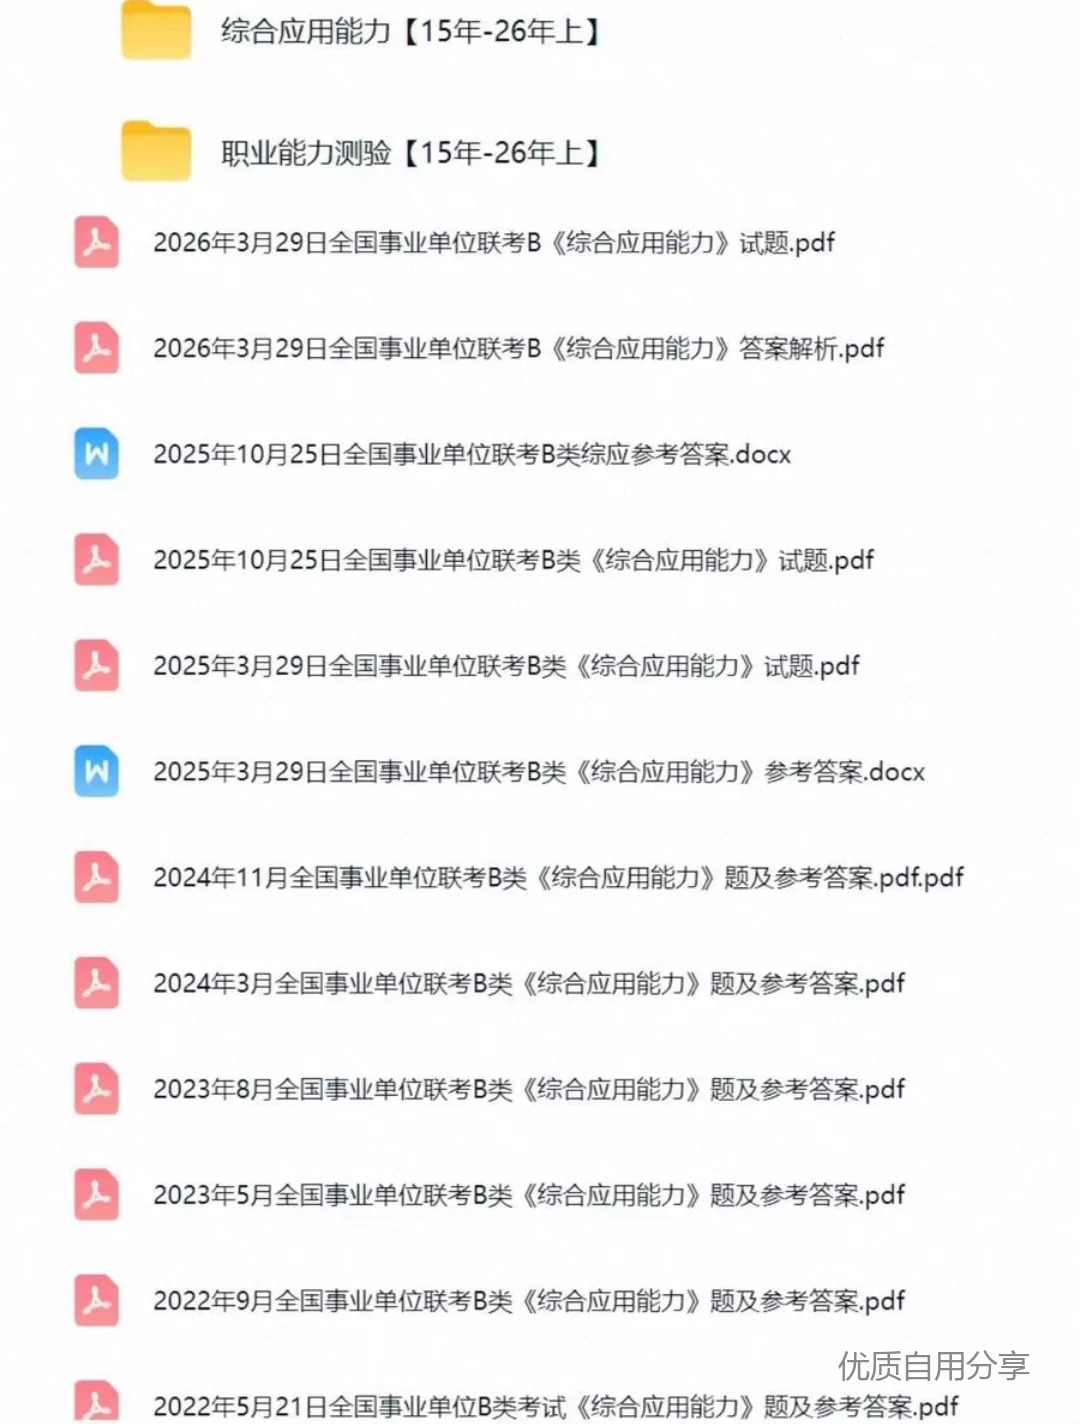 综合应用能力【15年-26年上】
职业能力测验【15年-26年上】
2026年3月29日全国事业单位联考B《综合应用能力》试题.pdf
2026年3月29日全国事业单位联考B《综合应用能力》答案解析.pdf
2025年10月25日全国事业单位联考B类综应参考答案.docx
2025年10月25日全国事业单位联考B类《综合应用能力》试题.pdf
2025年3月29日全国事业单位联考B类《综合应用能力》试题.pdf
2025年3月29日全国事业单位联考B类《综合应用能力》参考答案.docx
2024年11月全国事业单位联考B类《综合应用能力》题及参考答案.pdf.pdf
2024年3月全国事业单位联考B类《综合应用能力》题及参考答案.pdf
2023年8月全国事业单位联考B类《综合应用能力》题及参考答案.pdf
2023年5月全国事业单位联考B类《综合应用能力》题及参考答案.pdf
2022年9月全国事业单位联考B类《综合应用能力》题及参考答案.pdf
优质自用分享
2022年5月21日全国事业单位B类考试《综合应用能力》题及参考答案.pdf